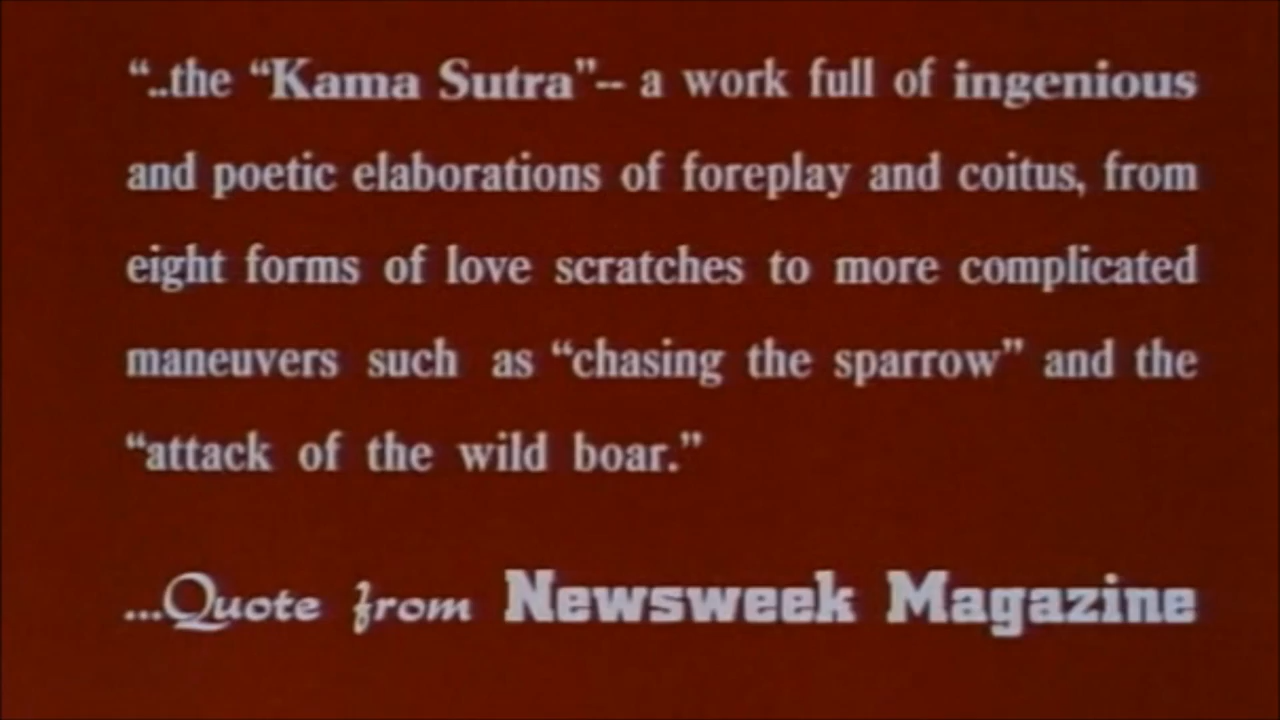 “..the “Kama Sutra”-- a work full of ingenious
and poetic elaborations of foreplay and coitus, from
eight forms of love scratches to more complicated
maneuvers such as “chasing the sparrow” and the
“attack of the wild boar.”
...Quote from Newsweek Magazine